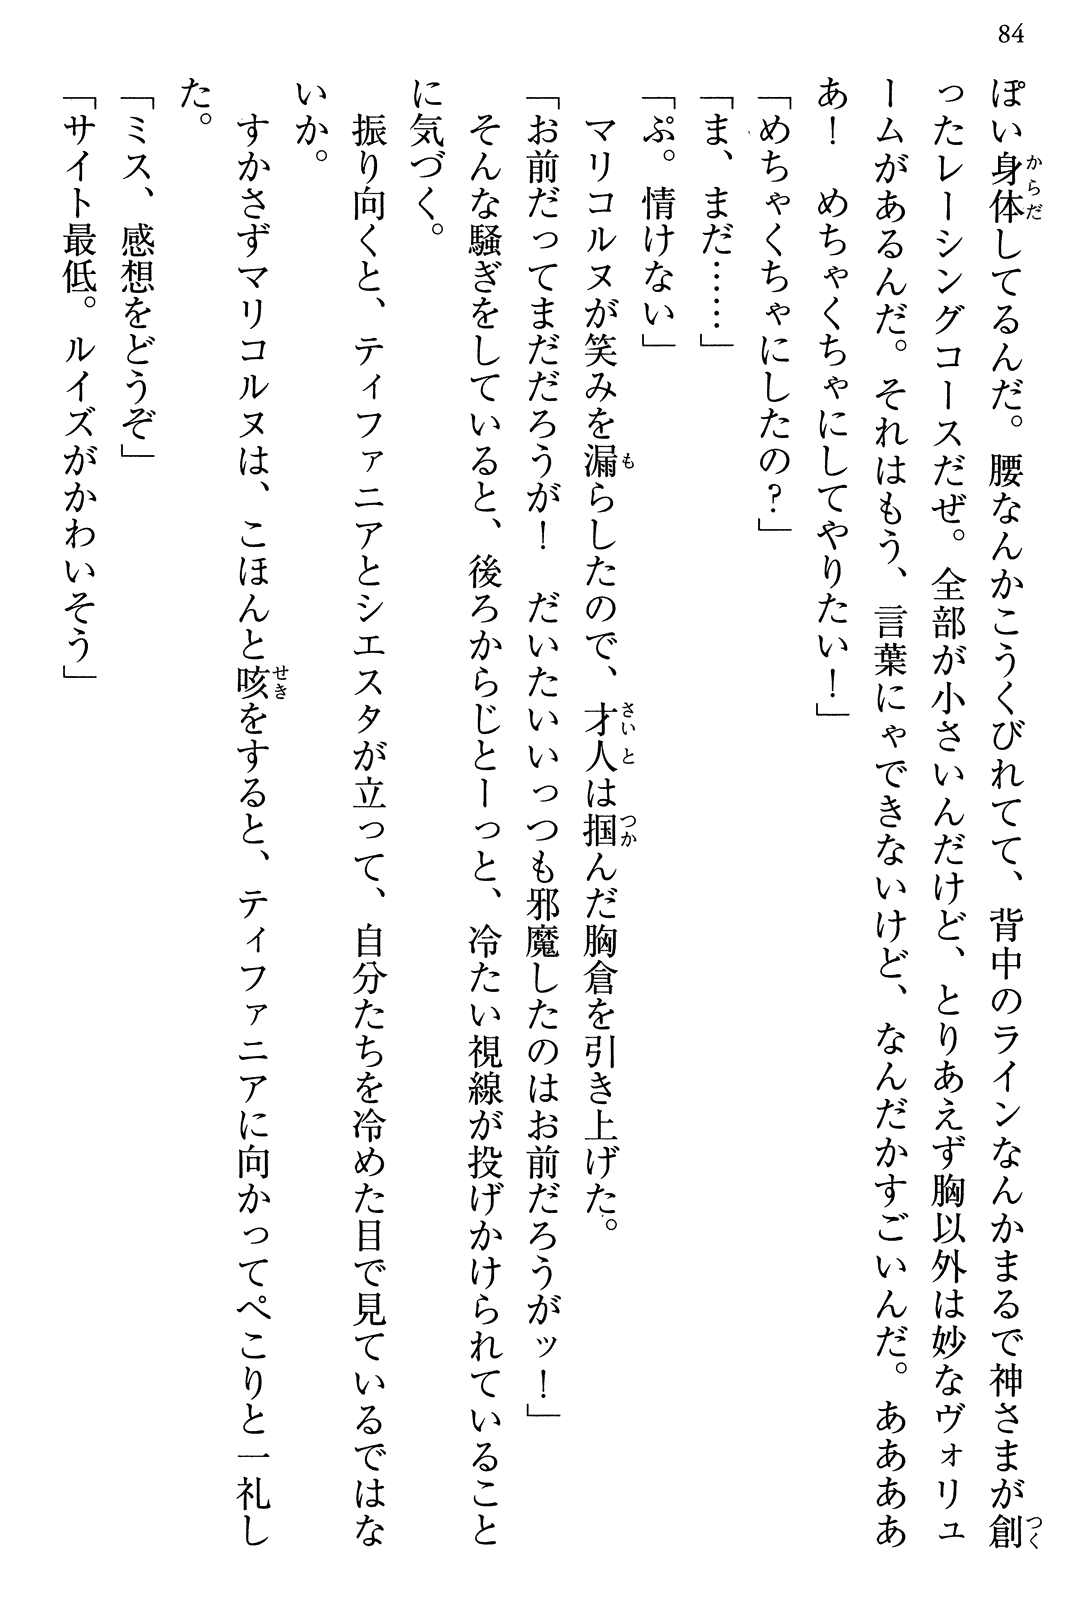 84
ぽい身体してるんだ。腰なんかこうくびれてて、背中のラインなんかまるで神さまが創
ったレーシングコースだぜ。全部が小さいんだけど、とりあえず胸以外は妙なヴォリュ
ームがあるんだ。それはもう、言葉にゃできないけど、なんだかすごいんだ。ああああ
あ！　めちゃくちゃにしてやりたい！」
「めちゃくちゃにしたの？」
「ま、まだ……」
「ぷ。情けない」
　マリコルヌが笑みを漏らしたので、才人は掴んだ胸倉を引き上げた。
「お前だってまだだろうが！　だいたいいっつも邪魔したのはお前だろうがッ！」
　そんな騒ぎをしていると、後ろからじとーっと、冷たい視線が投げかけられていること
に気づく。
　振り向くと、ティファニアとシエスタが立って、自分たちを冷めた目で見ているではな
いか。
　すかさずマリコルヌは、こほんと咳をすると、ティファニアに向かってぺこりと一礼し
た。
「ミス、感想をどうぞ」
「サイト最低。ルイズがかわいそう」